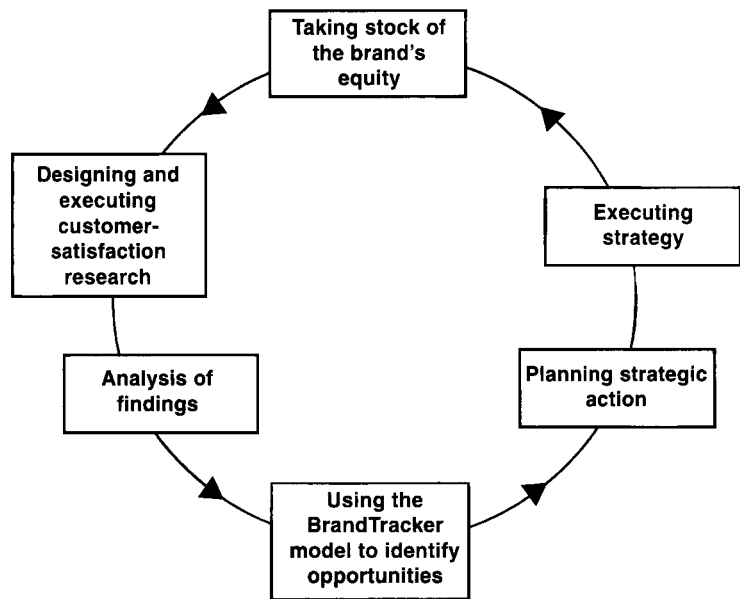 Taking stock of
the brand's
equity
Designing and
executing
customer-
satisfaction
research
Analysis of
findings
Using the
BrandTracker
model to identify
opportunities
Planning strategic
action
Executing
strategy